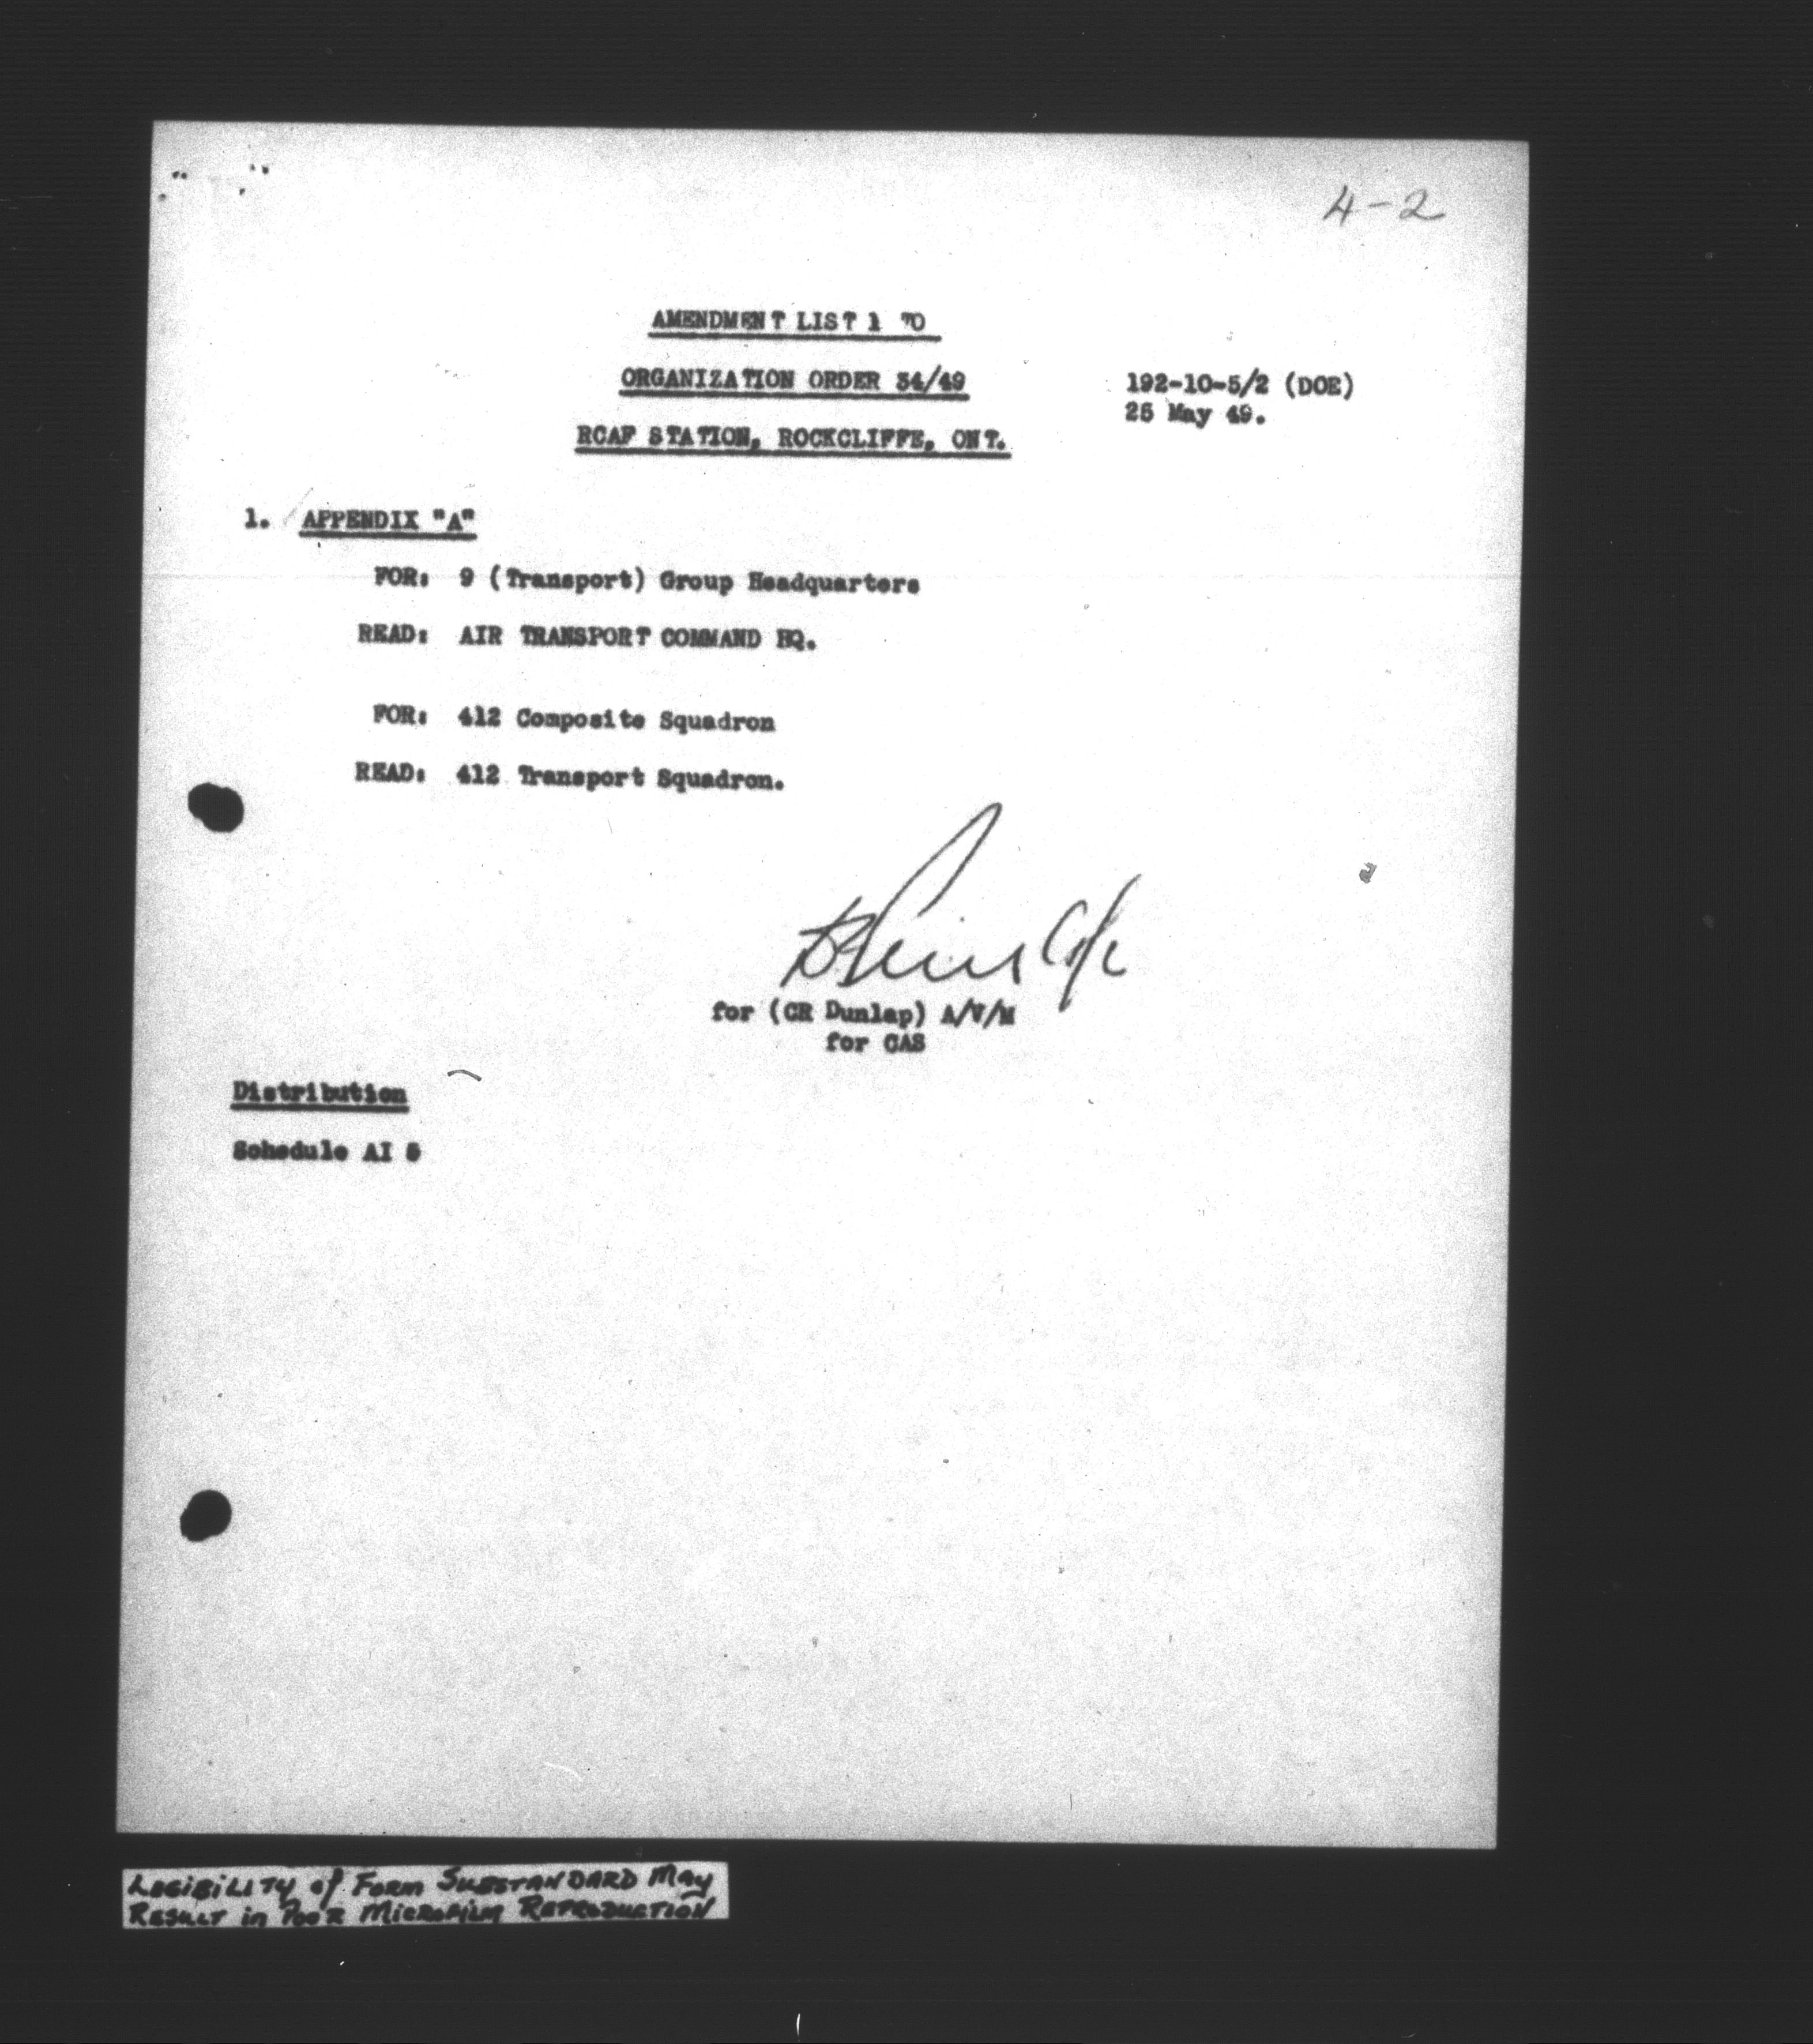 4-2
AMENDMENT LIST 1 TO
ORGANIZATION ORDER 34/49
192-10-5/2 (DOE)
25 May 49.
RCAF STATION, ROCKCLIFFE, ONT.
1. APPENDIX "A"
FOR: 9 (Transport) Group Headquarters
READ: AIR TRANSPORT COMMAND HQ.
FOR: 412 Composite Squadron
READ: 412 Transport Squadron.
G/C
for (CR Dunlap) A/V/M
for CAS
Distribution
Schedule AI 5
LEGIBILITY of FORM SUBSTANDARD MAY
RESULT in POOR MICROFILM REPRODUCTION